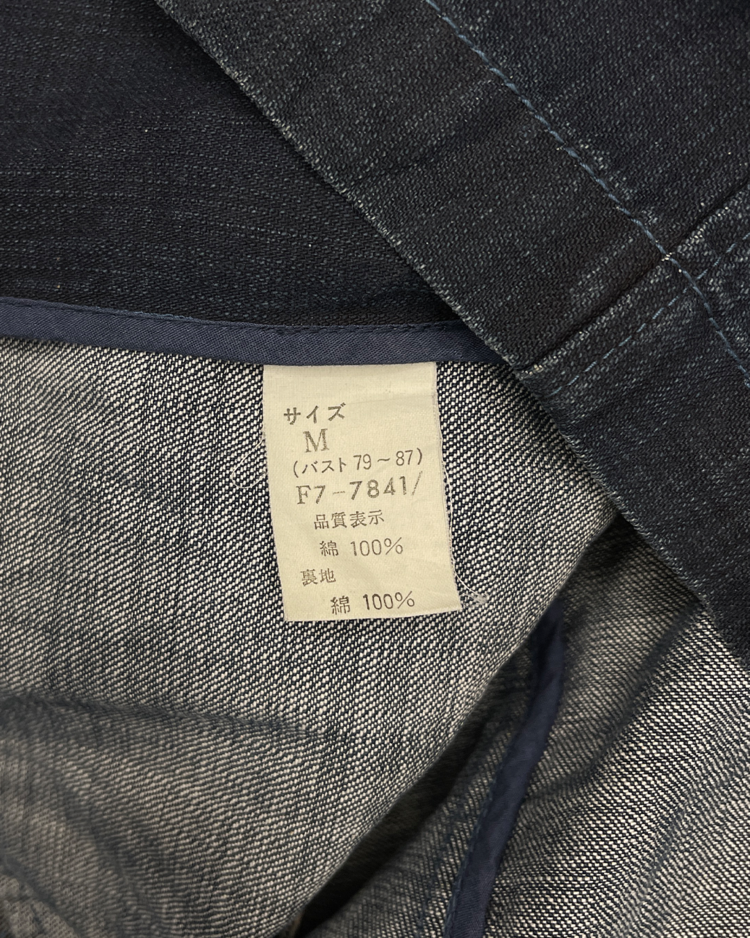 サイズ
M
(バスト79～87)
F7-7841/
品質表示
綿 100%
裏地
綿 100%